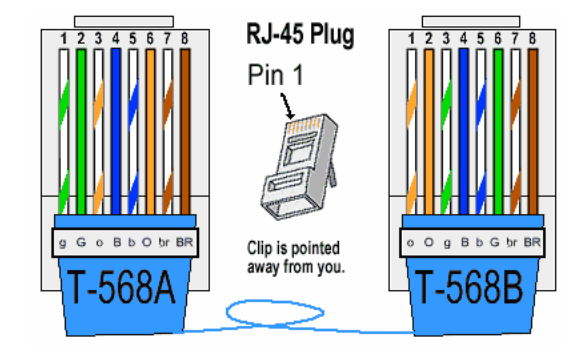 RJ-45 Plug
Pin 1
1 2 3 4 5 6 7 8
1 2 3 4 5 6 7 8
Clip is pointed
away from you.
g G o B b O br BR
o O g B b G br BR
T-568A
T-568B